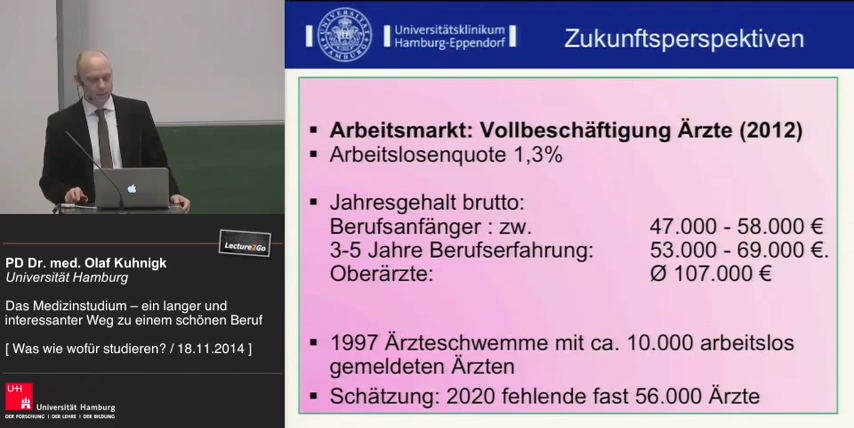 Universitätsklinikum
Hamburg-Eppendorf
Zukunftsperspektiven
Arbeitsmarkt: Vollbeschäftigung Ärzte (2012)
Arbeitslosenquote 1,3%
Jahresgehalt brutto:
Berufsanfänger : zw. 47.000 - 58.000 €
3-5 Jahre Berufserfahrung: 53.000 - 69.000 €.
Oberärzte: Ø 107.000 €
1997 Ärzteschwemme mit ca. 10.000 arbeitslos
gemeldeten Ärzten
Schätzung: 2020 fehlende fast 56.000 Ärzte
Lecture2Go
PD Dr. med. Olaf Kuhnigk
Universität Hamburg
Das Medizinstudium – ein langer und
interessanter Weg zu einem schönen Beruf
[ Was wie wofür studieren? / 18.11.2014 ]
UH
Universität Hamburg
DER FORSCHUNG | DER LEHRE | DER BILDUNG